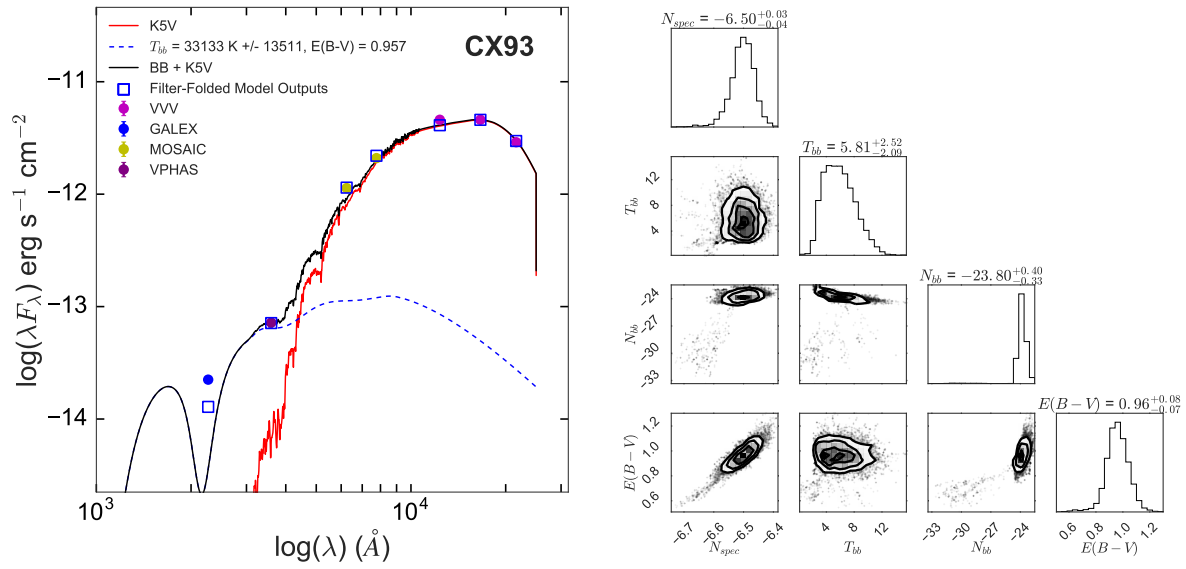 K5V
T_bb = 33133 K +/- 13511, E(B-V) = 0.957
BB + K5V
Filter-Folded Model Outputs
VVV
GALEX
MOSAIC
VPHAS
CX93
−11
−12
−13
−14
log(λF_λ) erg s⁻¹ cm⁻²
10³
10⁴
log(λ) (Å)
N_spec = −6.50 +0.03 −0.04
T_bb = 5.81 +2.52 −2.09
12
8
4
T_bb
N_bb = −23.80 +0.40 −0.33
−24
−27
−30
−33
N_bb
E(B − V) = 0.96 +0.08 −0.07
1.2
1.0
0.8
0.6
E(B − V)
−6.7
−6.6
−6.5
−6.4
N_spec
4
8
12
T_bb
−33
−30
−27
−24
N_bb
0.6
0.8
1.0
1.2
E(B − V)